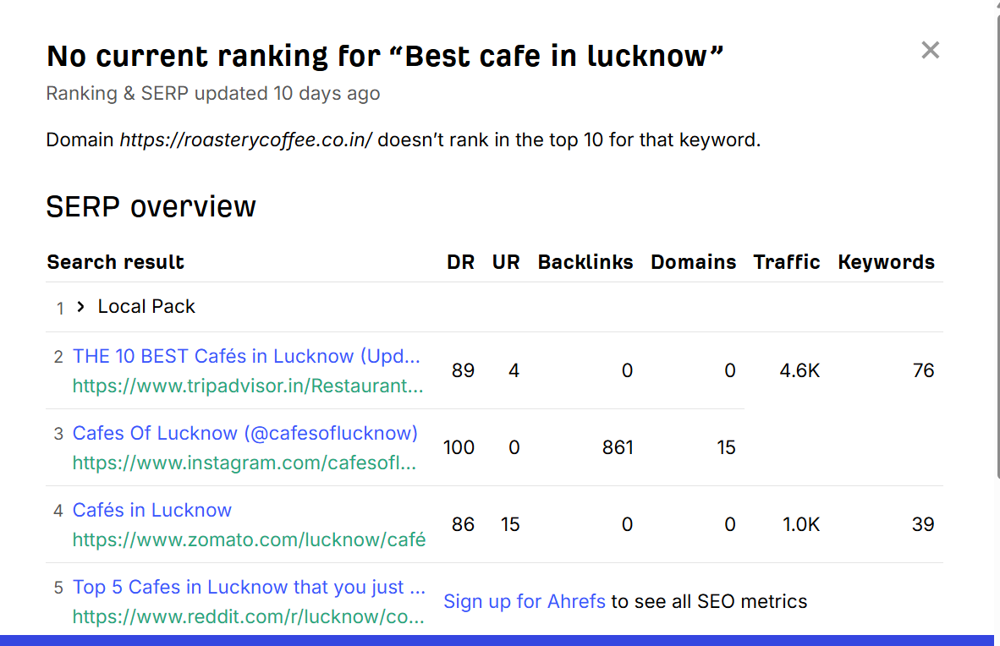 No current ranking for “Best cafe in lucknow”
Ranking & SERP updated 10 days ago
Domain https://roasterycoffee.co.in/ doesn’t rank in the top 10 for that keyword.
SERP overview
Search result DR UR Backlinks Domains Traffic Keywords
1 Local Pack
2 THE 10 BEST Cafés in Lucknow (Upd...
https://www.tripadvisor.in/Restaurant... 89 4 0 0 4.6K 76
3 Cafes Of Lucknow (@cafesoflucknow)
https://www.instagram.com/cafesofl... 100 0 861 15
4 Cafés in Lucknow
https://www.zomato.com/lucknow/café 86 15 0 0 1.0K 39
5 Top 5 Cafes in Lucknow that you just ...
https://www.reddit.com/r/lucknow/co... Sign up for Ahrefs to see all SEO metrics